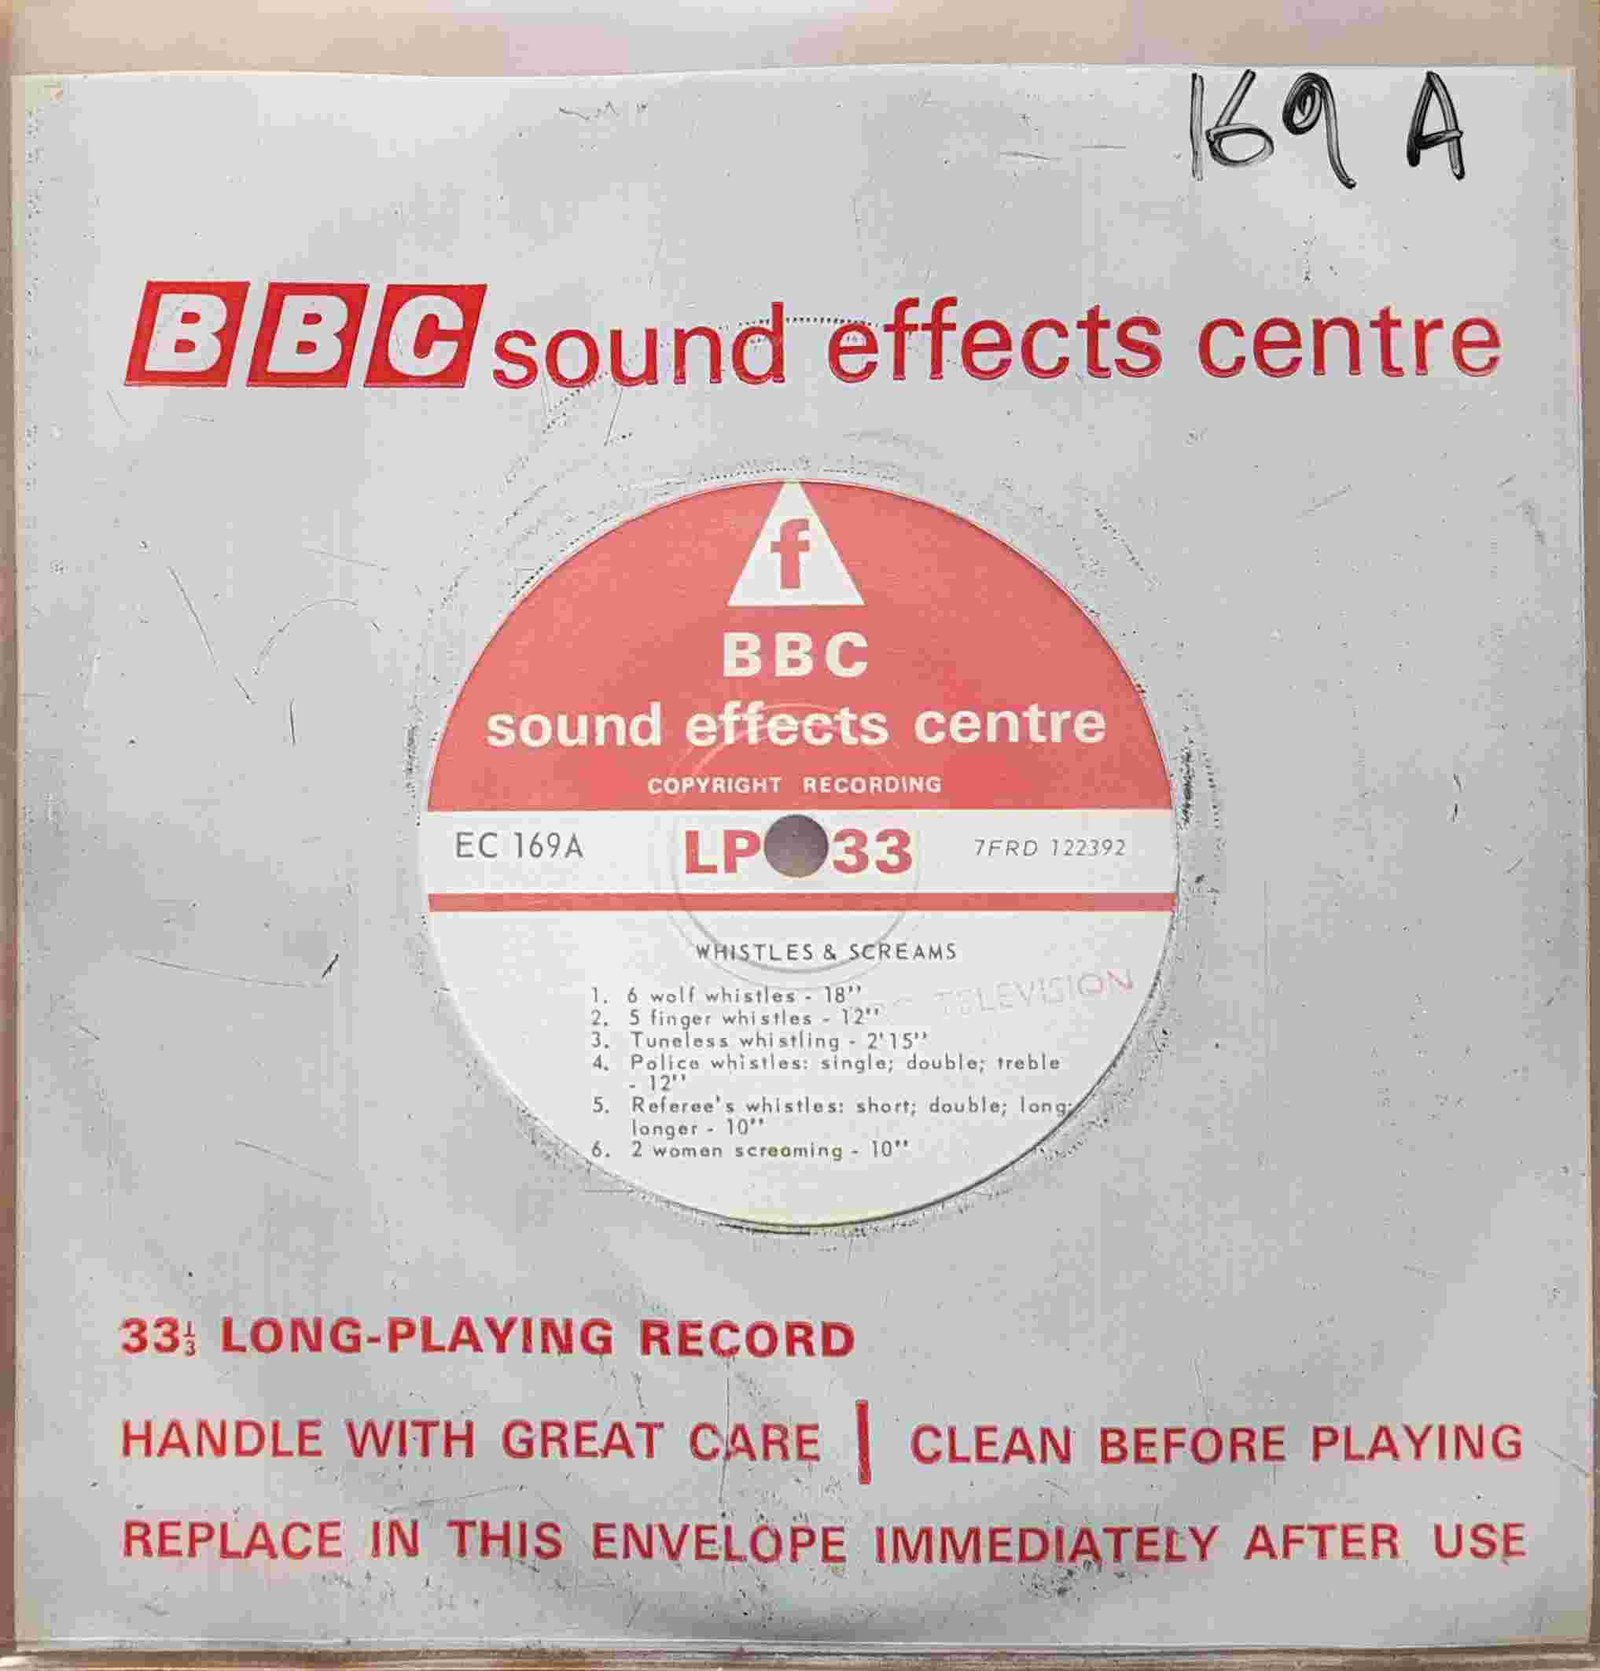 169 A
BBC sound effects centre
f
BBC
sound effects centre
COPYRIGHT RECORDING
EC 169A LP 33 7FRD 122392
WHISTLES & SCREAMS
1. 6 wolf whistles - 18"
TELEVISION
2. 5 finger whistles - 12"
3. Tuneless whistling - 2'15"
4. Police whistles: single; double; treble
- 12"
5. Referee's whistles: short; double; long;
longer - 10"
6. 2 women screaming - 10"
33⅓ LONG-PLAYING RECORD
HANDLE WITH GREAT CARE | CLEAN BEFORE PLAYING
REPLACE IN THIS ENVELOPE IMMEDIATELY AFTER USE